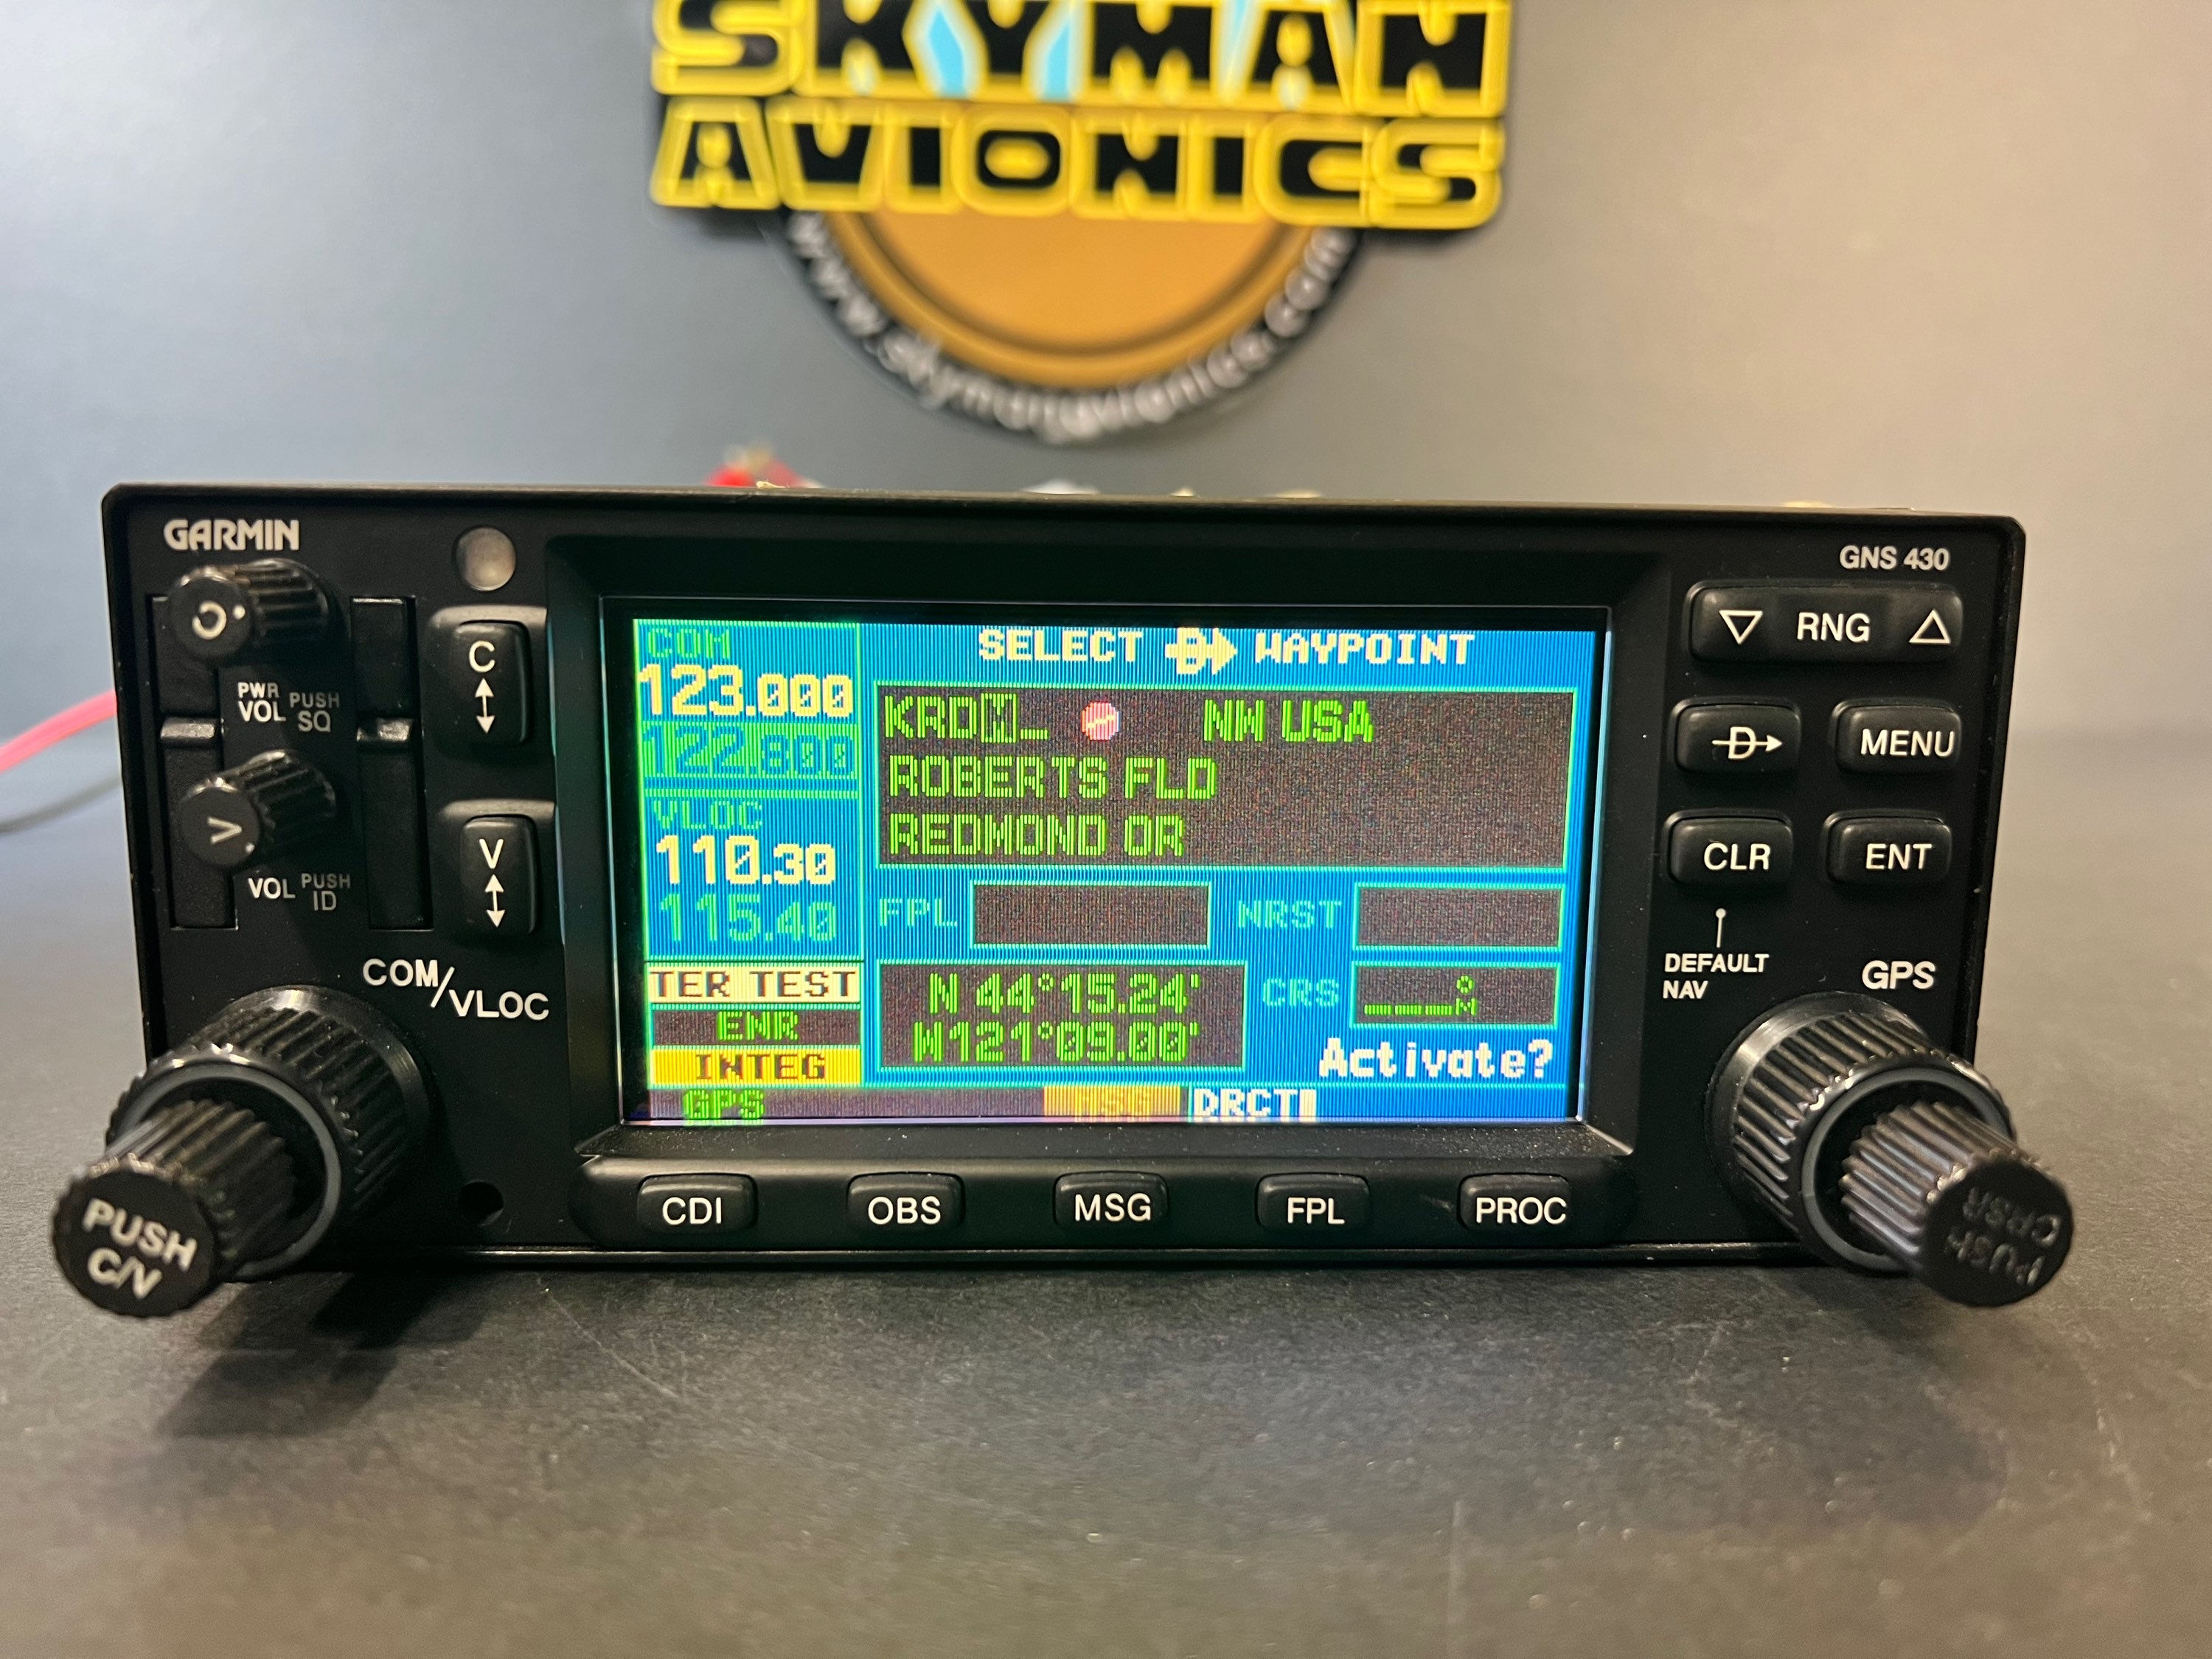 SKYMAN
AVIONICS
www.skymanavionics.com
GARMIN
GNS 430
C
PWR
VOL
PUSH
SQ
V
VOL
PUSH
ID
C
V
COM/VLOC
PUSH
C/V
COM
123.000
122.800
VLOC
110.30
115.40
TER TEST
ENR
INTEG
GPS
MSG
DRCT
SELECT D WAYPOINT
KRDM_ NW USA
ROBERTS FLD
REDMOND OR
FPL
NRST
N 44°15.24'
W121°09.00'
CRS
___°M
Activate?
RNG
D
MENU
CLR
ENT
DEFAULT
NAV
GPS
PUSH
CRSR
CDI
OBS
MSG
FPL
PROC